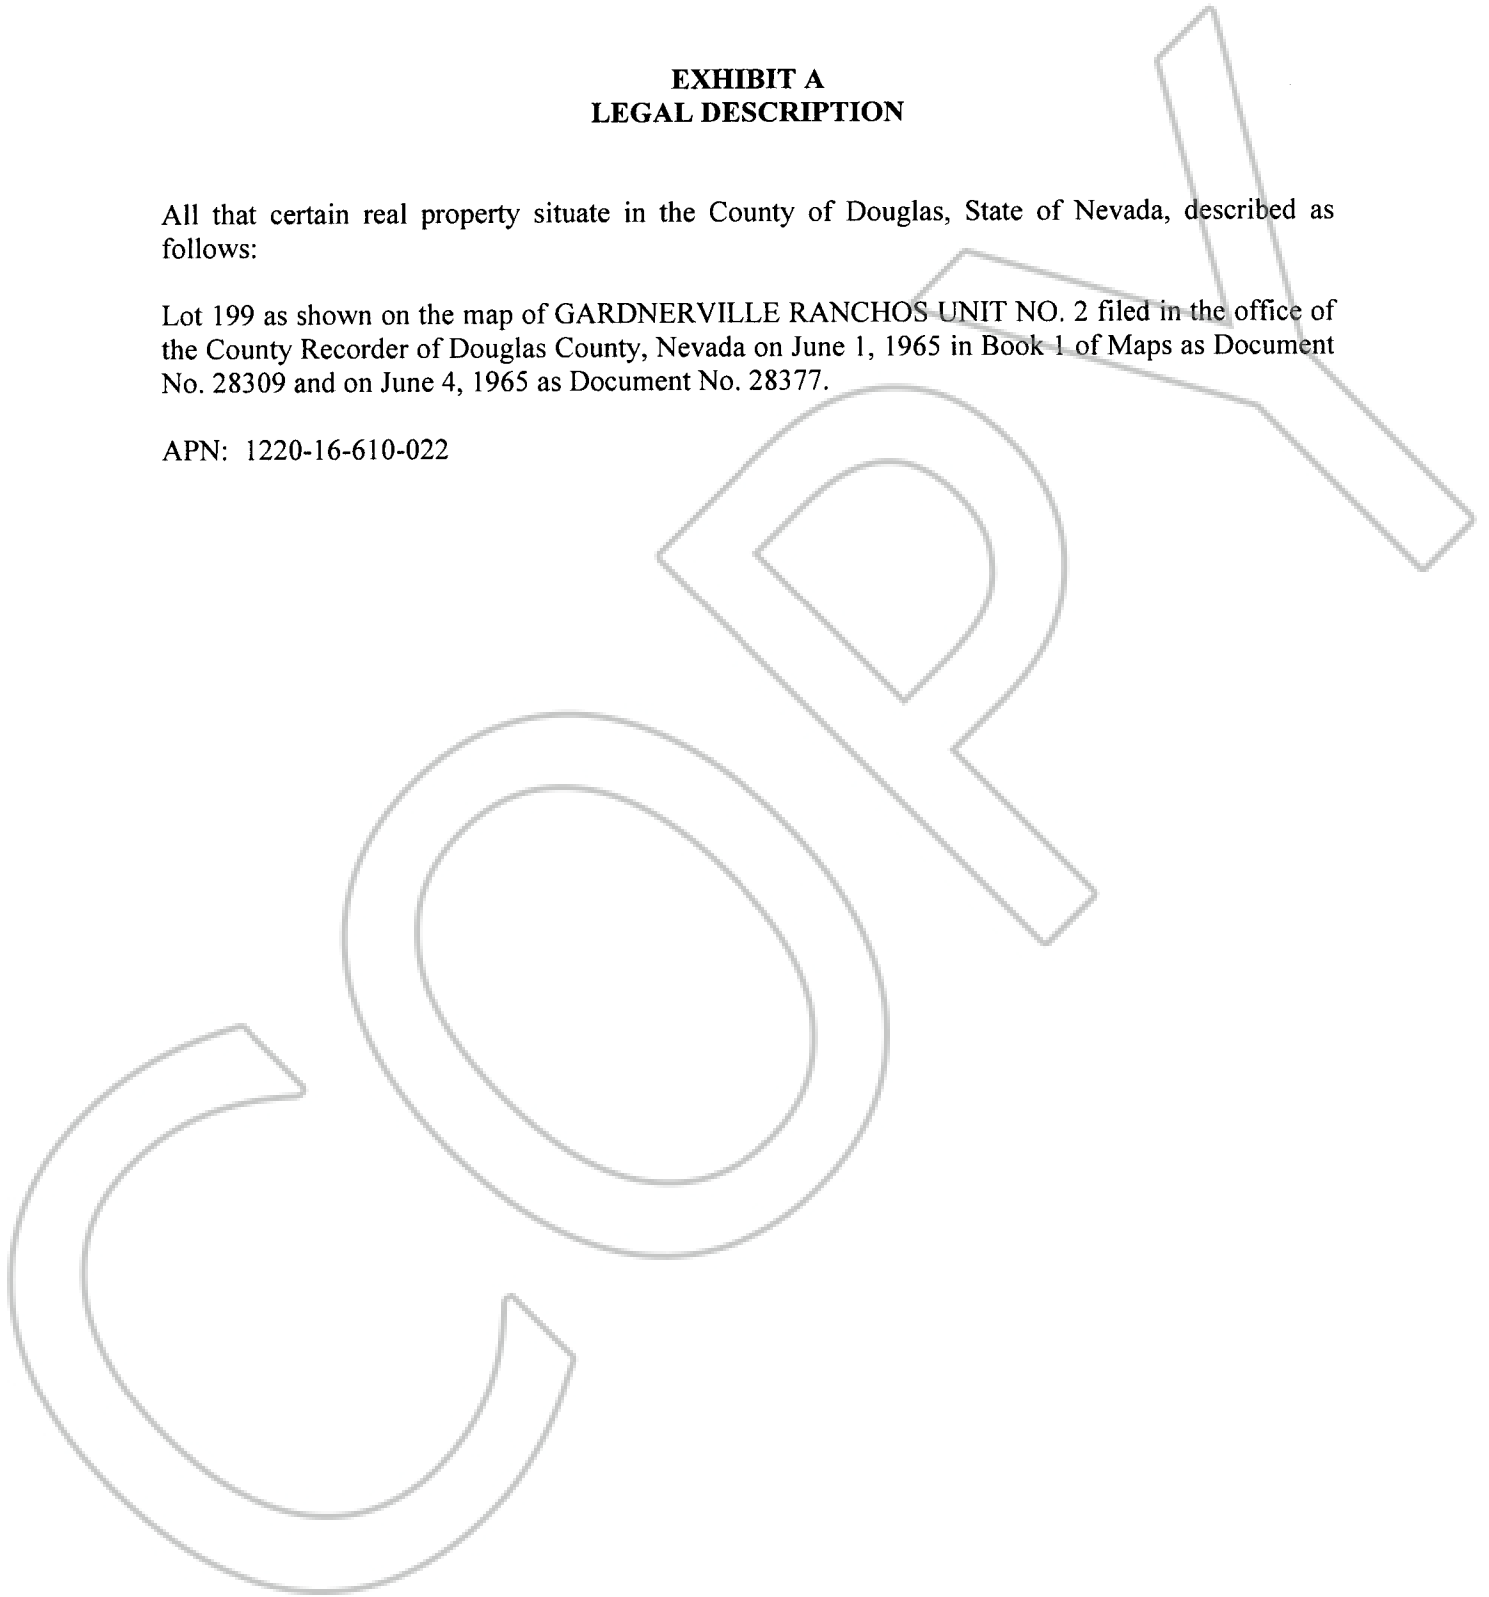 EXHIBIT A
LEGAL DESCRIPTION
All that certain real property situate in the County of Douglas, State of Nevada, described as
follows:
Lot 199 as shown on the map of GARDNERVILLE RANCHOS UNIT NO. 2 filed in the office of
the County Recorder of Douglas County, Nevada on June 1, 1965 in Book 1 of Maps as Document
No. 28309 and on June 4, 1965 as Document No. 28377.
APN: 1220-16-610-022
COPY